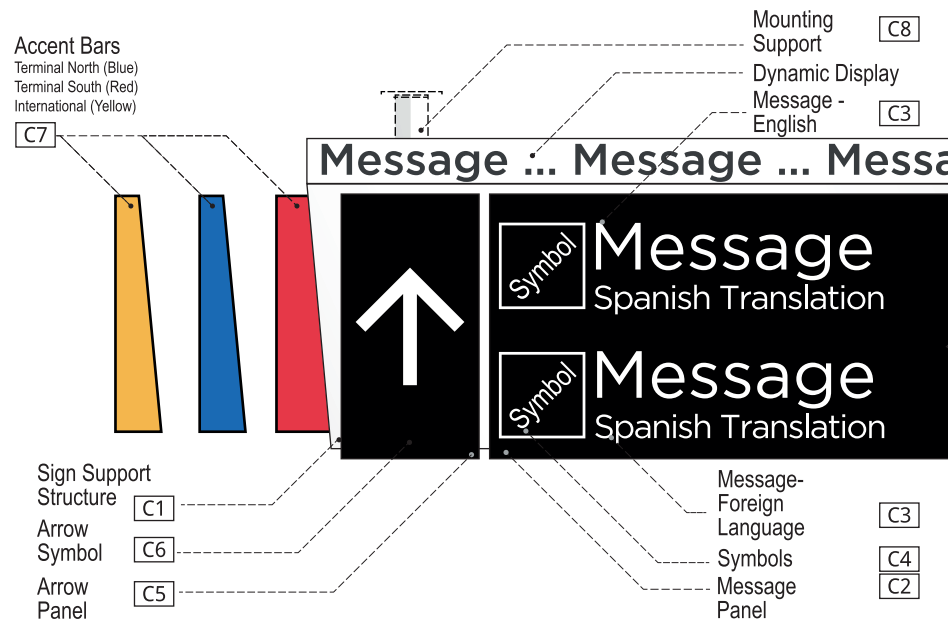 Accent Bars
Terminal North (Blue)
Terminal South (Red)
International (Yellow)
C7
Mounting
Support
C8
Dynamic Display
Message -
English
C3
Message ... Message ... Messa
Symbol
Message
Spanish Translation
Symbol
Message
Spanish Translation
Sign Support
Structure
C1
Arrow
Symbol
C6
Arrow
Panel
C5
Message-
Foreign
Language
C3
Symbols
C4
Message
Panel
C2